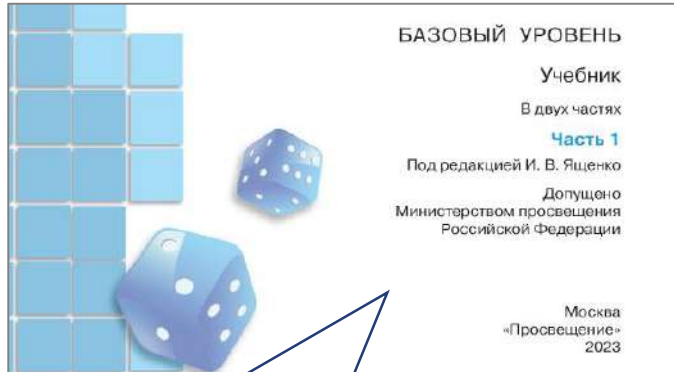 БАЗОВЫЙ УРОВЕНЬ
Учебник
В двух частях
Часть 1
Под редакцией И. В. Ященко
Допущено
Министерством просвещения
Российской Федерации
Москва
«Просвещение»
2023